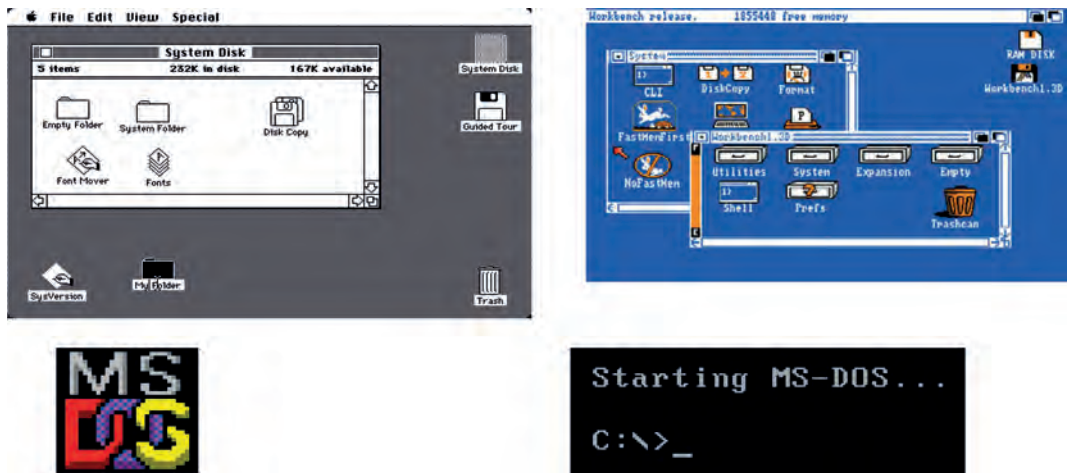 File Edit View Special
System Disk
5 items 232K in disk 167K available
Empty Folder
System Folder
Disk Copy
Font Mover
Fonts
System Disk
Guided Tour
SysVersion
My Folder
Trash
Workbench release. 1855448 free memory
RAM DISK
Workbench1.3D
System
1>
CLI
DiskCopy
Format
FastMemFirst
P
NoFastMem
Workbench1.3D
F
E
Utilities
System
Expansion
Empty
1>
Shell
?
Prefs
Trashcan
MS
DOS
Starting MS-DOS...
C:\>_